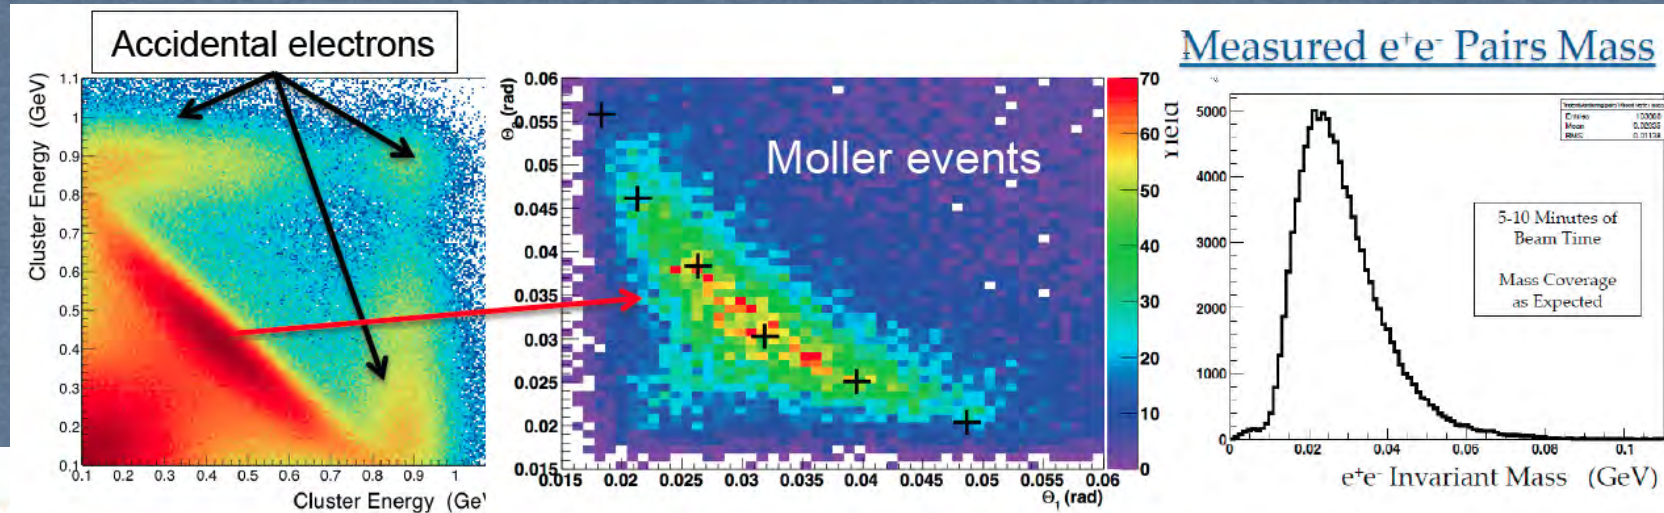 Accidental electrons
Cluster Energy (GeV)
1.1
1
0.9
0.8
0.7
0.6
0.5
0.4
0.3
0.2
0.1
0.1 0.2 0.3 0.4 0.5 0.6 0.7 0.8 0.9 1
Cluster Energy (GeV
Moller events
(rad)
0.06
0.055
0.05
0.045
0.04
0.035
0.03
0.025
0.02
0.015
0.015 0.02 0.025 0.03 0.035 0.04 0.045 0.05 0.055 0.06
Θ₁ (rad)
70
60
50
40
30
20
10
0
Measured e⁺e⁻ Pairs Mass
Yield
5000
4000
3000
2000
1000
0
Entries
Mean
RMS
5-10 Minutes of
Beam Time
Mass Coverage
as Expected
0 0.02 0.04 0.06 0.08 0.1
e⁺e⁻ Invariant Mass (GeV)